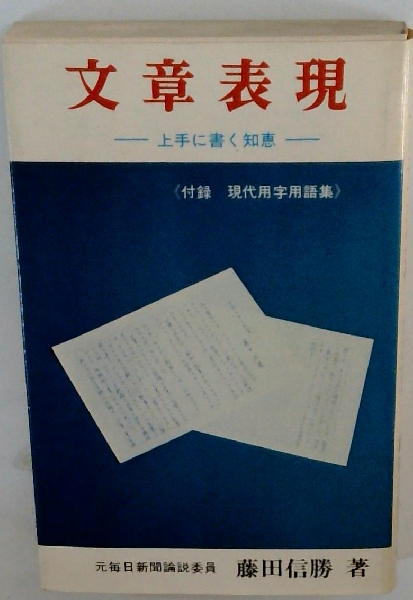 文章表現
── 上手に書く知恵 ──
《付録　現代用字用語集》
元毎日新聞論説委員　藤田信勝 著